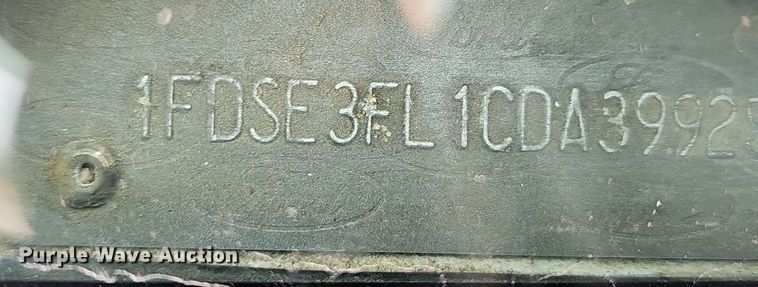 1FDSE3FL1CDA3992
Purple Wave Auction